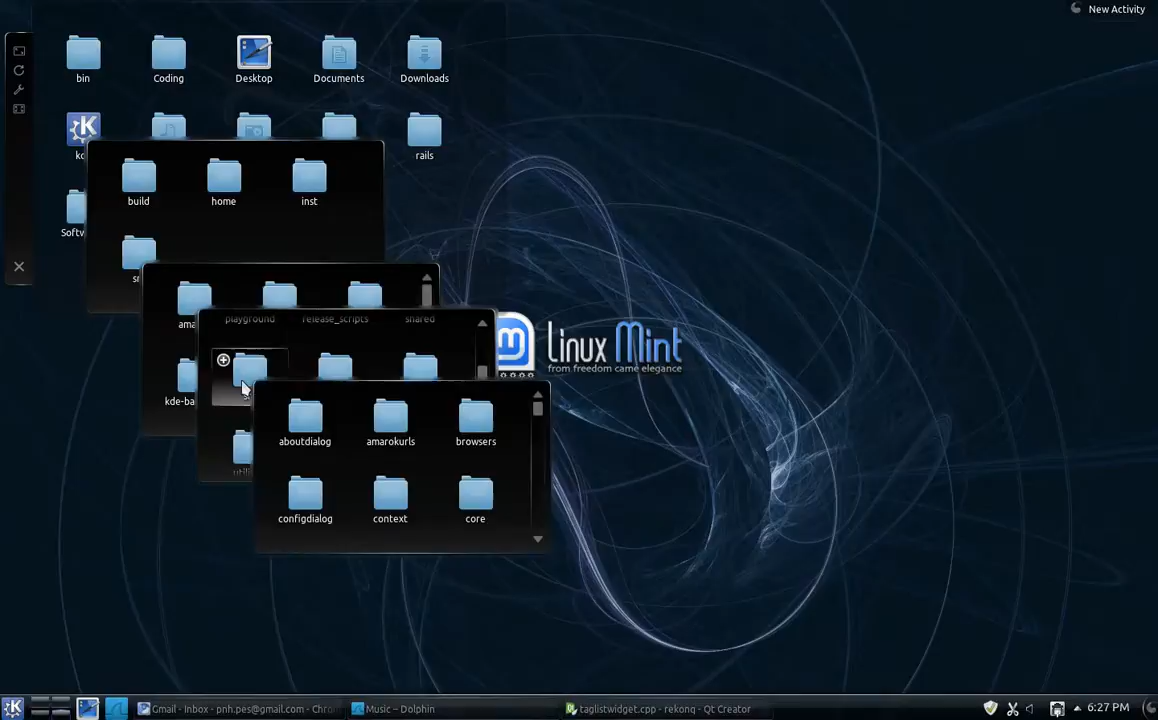 New Activity
bin
Coding
Desktop
Documents
Downloads
rails
build
home
inst
playground
release_scripts
shared
aboutdialog
amarokurls
browsers
configdialog
context
core
Linux Mint
from freedom came elegance
Gmail - Inbox - pnh.pes@gmail.com - Chro
Music – Dolphin
taglistwidget.cpp - rekonq - Qt Creator
6:27 PM